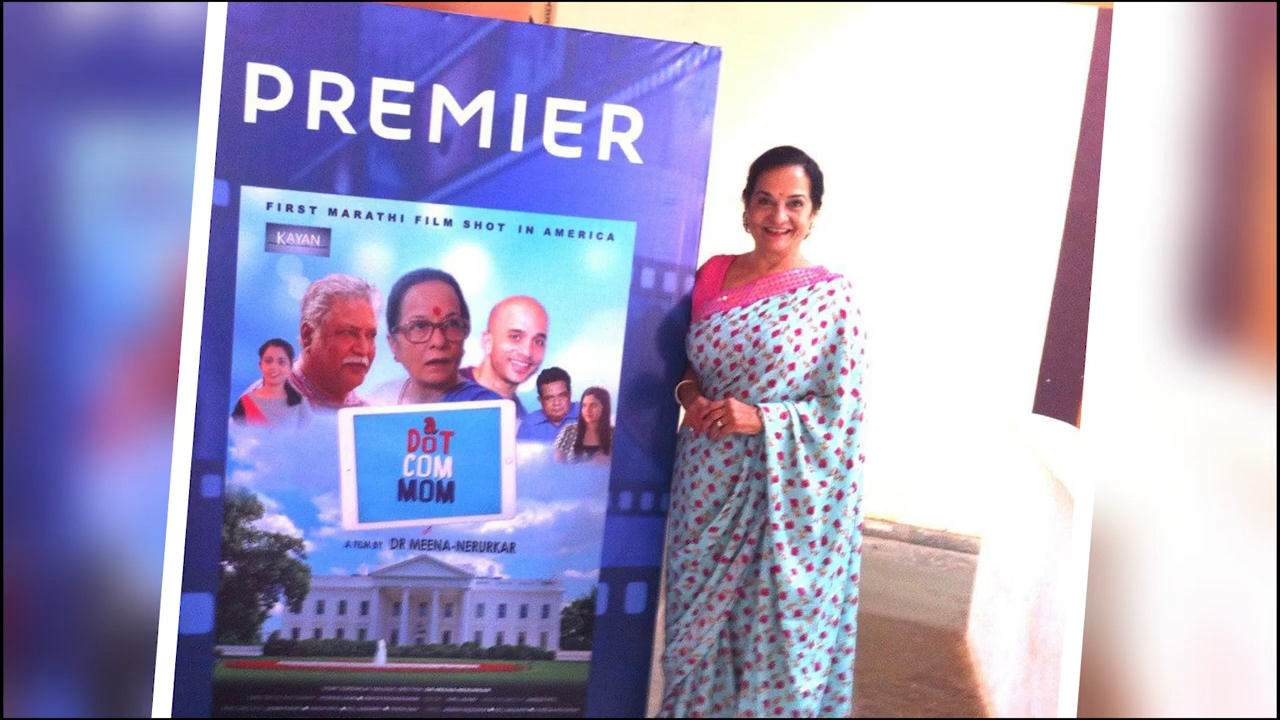 PREMIER
FIRST MARATHI FILM SHOT IN AMERICA
KAYAN
a
DOT
COM
MOM
A FILM BY DR MEENA-NERURKAR